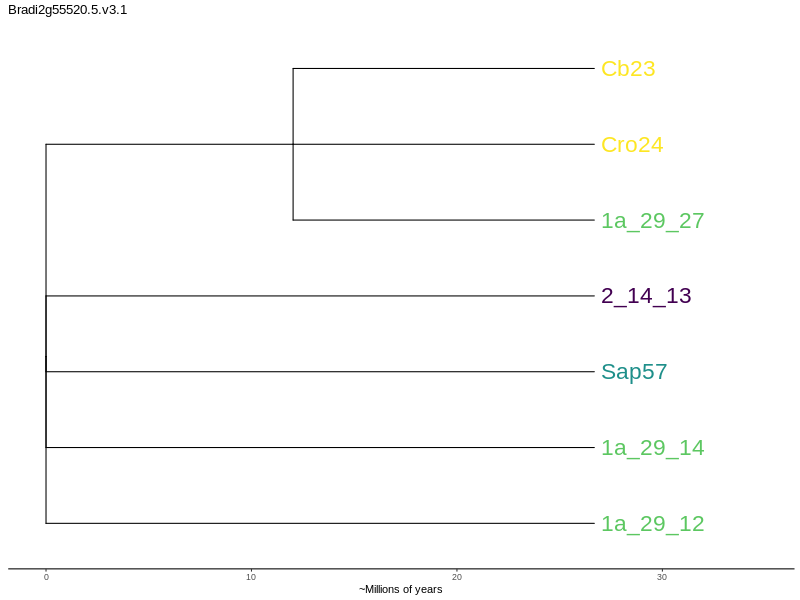 Bradi2g55520.5.v3.1
Cb23
Cro24
1a_29_27
2_14_13
Sap57
1a_29_14
1a_29_12
0 10 20 30
~Millions of years